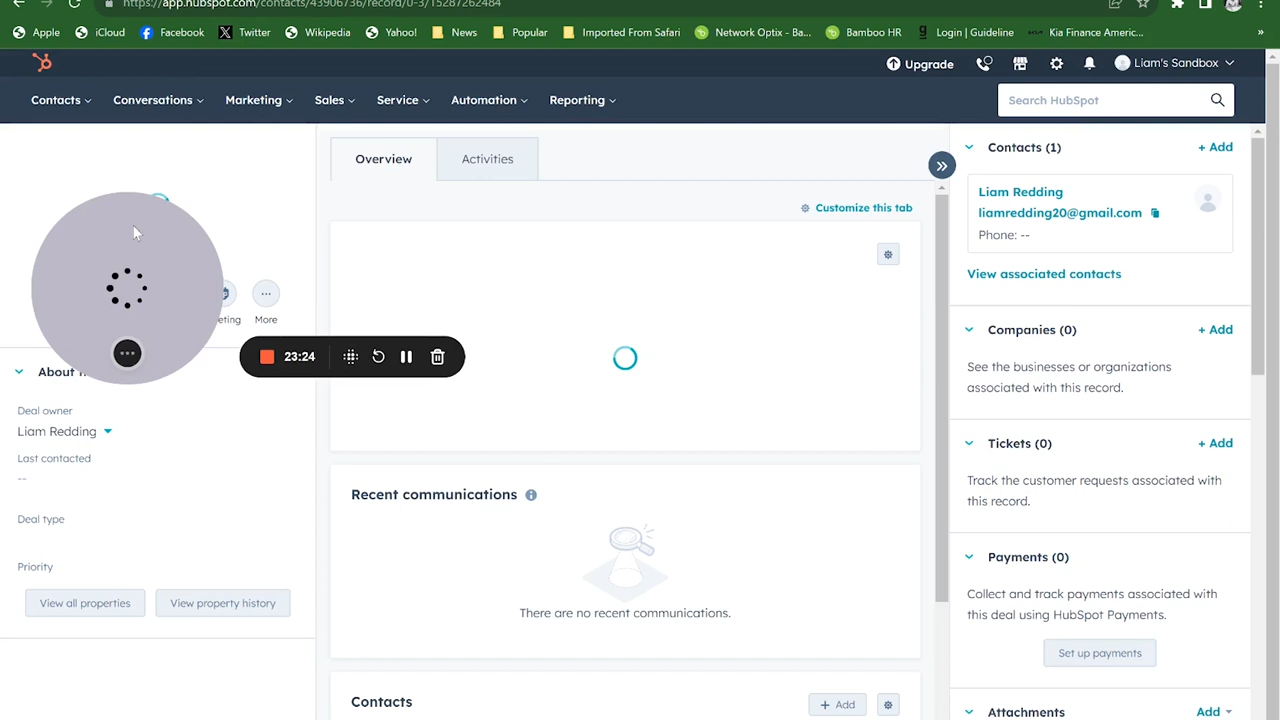 https://app.hubspot.com/contacts/43906736/record/0-3/15287262484
Apple iCloud Facebook Twitter Wikipedia Yahoo! News Popular Imported From Safari Network Optix - Ba... Bamboo HR Login | Guideline Kia Finance Americ... »
Upgrade Liam's Sandbox
Contacts Conversations Marketing Sales Service Automation Reporting Search HubSpot
Overview Activities
Customize this tab
eting More
23:24
About
Deal owner
Liam Redding
Last contacted
--
Deal type
Priority
View all properties View property history
Recent communications
There are no recent communications.
Contacts + Add
Contacts (1) + Add
Liam Redding
liamredding20@gmail.com
Phone: --
View associated contacts
Companies (0) + Add
See the businesses or organizations
associated with this record.
Tickets (0) + Add
Track the customer requests associated with
this record.
Payments (0)
Collect and track payments associated with
this deal using HubSpot Payments.
Set up payments
Attachments Add